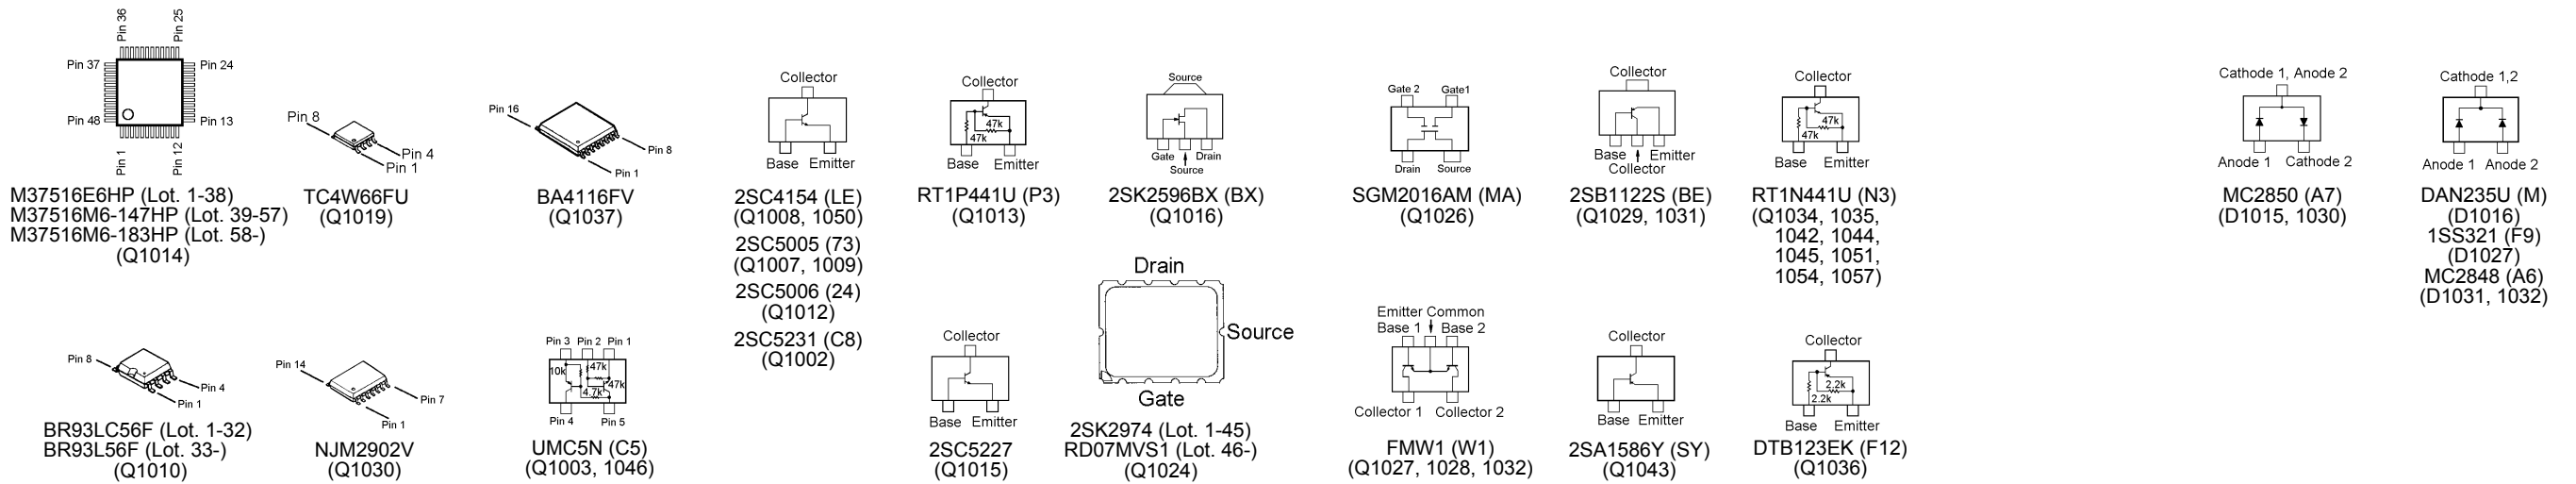 Pin 36
Pin 25
Pin 37
Pin 24
Pin 48
Pin 13
Pin 1
Pin 12
M37516E6HP (Lot. 1-38)
M37516M6-147HP (Lot. 39-57)
M37516M6-183HP (Lot. 58-)
(Q1014)
Pin 8
Pin 4
Pin 1
TC4W66FU
(Q1019)
Pin 16
Pin 8
Pin 1
BA4116FV
(Q1037)
Collector
Base Emitter
2SC4154 (LE)
(Q1008, 1050)
2SC5005 (73)
(Q1007, 1009)
2SC5006 (24)
(Q1012)
2SC5231 (C8)
(Q1002)
Collector
47k
47k
Base Emitter
RT1P441U (P3)
(Q1013)
Source
Gate Drain
Source
2SK2596BX (BX)
(Q1016)
Gate 2 Gate1
Drain Source
SGM2016AM (MA)
(Q1026)
Collector
Base Emitter
Collector
2SB1122S (BE)
(Q1029, 1031)
Collector
47k
47k
Base Emitter
RT1N441U (N3)
(Q1034, 1035,
1042, 1044,
1045, 1051,
1054, 1057)
Cathode 1, Anode 2
Anode 1 Cathode 2
MC2850 (A7)
(D1015, 1030)
Cathode 1,2
Anode 1 Anode 2
DAN235U (M)
(D1016)
1SS321 (F9)
(D1027)
MC2848 (A6)
(D1031, 1032)
Pin 8
Pin 4
Pin 1
BR93LC56F (Lot. 1-32)
BR93L56F (Lot. 33-)
(Q1010)
Pin 14
Pin 7
Pin 1
NJM2902V
(Q1030)
Pin 3 Pin 2 Pin 1
10k
47k
47k
4.7k
Pin 4 Pin 5
UMC5N (C5)
(Q1003, 1046)
Collector
Base Emitter
2SC5227
(Q1015)
Drain
Source
Gate
2SK2974 (Lot. 1-45)
RD07MVS1 (Lot. 46-)
(Q1024)
Emitter Common
Base 1 Base 2
Collector 1 Collector 2
FMW1 (W1)
(Q1027, 1028, 1032)
Collector
Base Emitter
2SA1586Y (SY)
(Q1043)
Collector
2.2k
2.2k
Base Emitter
DTB123EK (F12)
(Q1036)